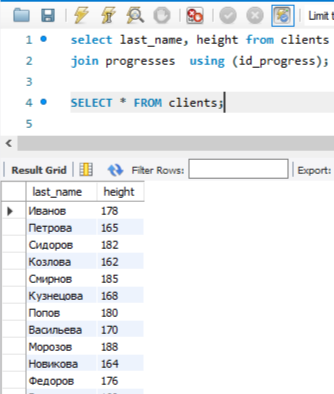 Limit t
1 select last_name, height from clients
2 join progresses using (id_progress);
3
4 SELECT * FROM clients;
5
Result Grid Filter Rows: Export:
last_name height
Иванов 178
Петрова 165
Сидоров 182
Козлова 162
Смирнов 185
Кузнецова 168
Попов 180
Васильева 170
Морозов 188
Новикова 164
Федоров 176